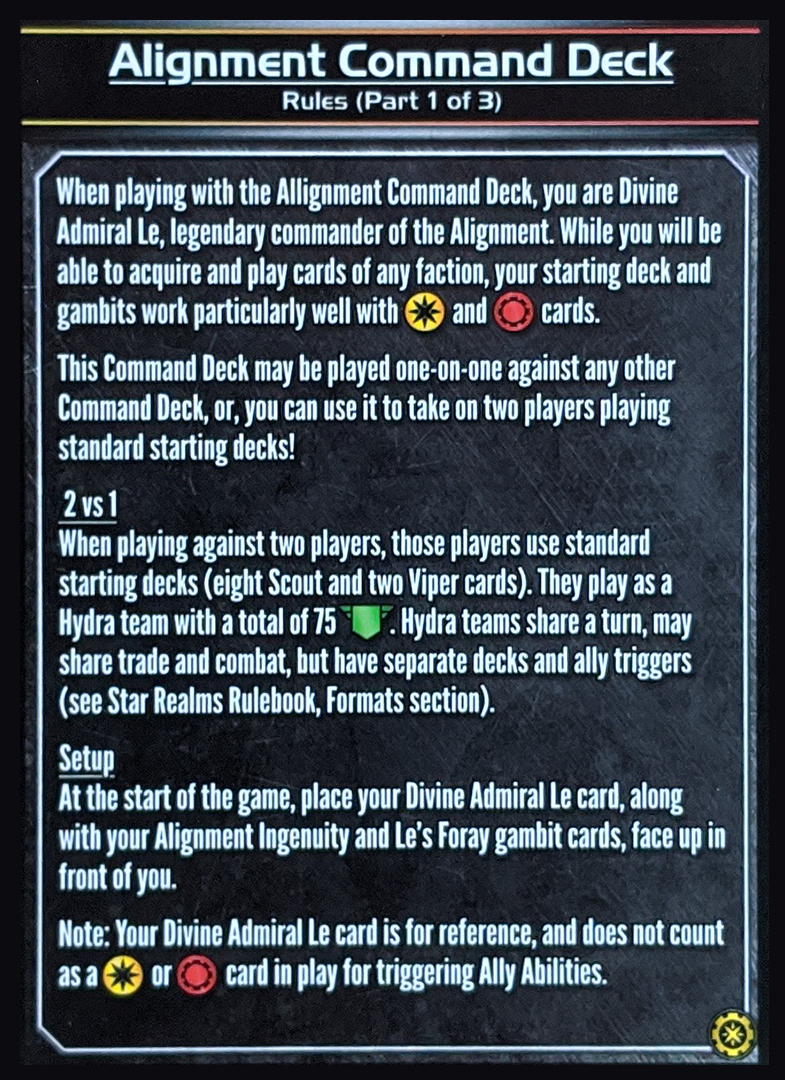 Alignment Command Deck
Rules (Part 1 of 3)
When playing with the Allignment Command Deck, you are Divine
Admiral Le, legendary commander of the Alignment. While you will be
able to acquire and play cards of any faction, your starting deck and
gambits work particularly well with and cards.
This Command Deck may be played one-on-one against any other
Command Deck, or, you can use it to take on two players playing
standard starting decks!
2 vs 1
When playing against two players, those players use standard
starting decks (eight Scout and two Viper cards). They play as a
Hydra team with a total of 75 . Hydra teams share a turn, may
share trade and combat, but have separate decks and ally triggers
(see Star Realms Rulebook, Formats section).
Setup
At the start of the game, place your Divine Admiral Le card, along
with your Alignment Ingenuity and Le's Foray gambit cards, face up in
front of you.
Note: Your Divine Admiral Le card is for reference, and does not count
as a or card in play for triggering Ally Abilities.